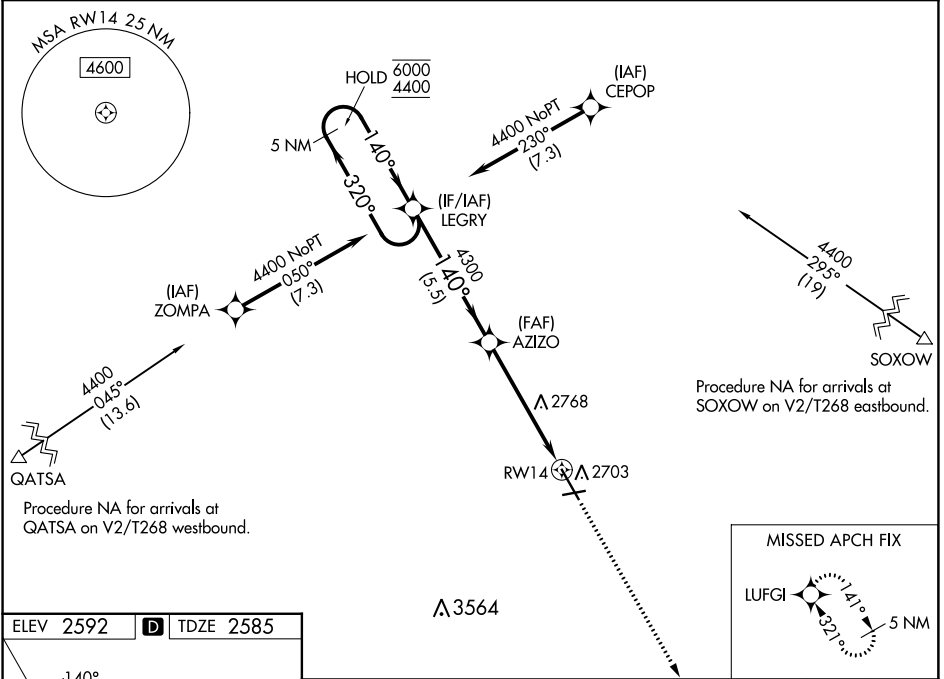 MSA RW14 25 NM
4600
HOLD 6000
4400
(IAF)
CEPOP
4400 NoPT
230°
(7.3)
5 NM
140°
320°
(IF/IAF)
LEGRY
4400 NoPT
050°
(7.3)
(IAF)
ZOMPA
4300
140°
(5.5)
4400
295°
(19)
(FAF)
AZIZO
SOXOW
4400
045°
(13.6)
2768
Procedure NA for arrivals at
SOXOW on V2/T268 eastbound.
QATSA
RW14
2703
Procedure NA for arrivals at
QATSA on V2/T268 westbound.
MISSED APCH FIX
LUFGI
141°
321°
5 NM
3564
ELEV 2592 D TDZE 2585
140°